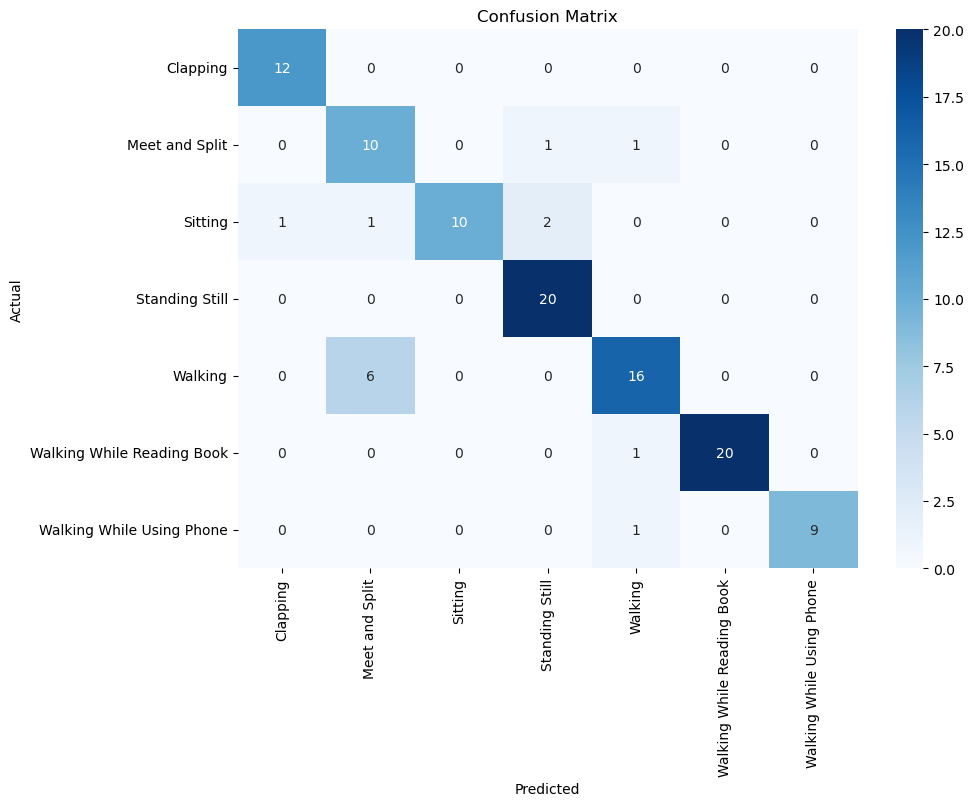 Confusion Matrix
Clapping 12 0 0 0 0 0 0
Meet and Split 0 10 0 1 1 0 0
Sitting 1 1 10 2 0 0 0
Standing Still 0 0 0 20 0 0 0
Walking 0 6 0 0 16 0 0
Walking While Reading Book 0 0 0 0 1 20 0
Walking While Using Phone 0 0 0 0 1 0 9
Actual
Clapping
Meet and Split
Sitting
Standing Still
Walking
Walking While Reading Book
Walking While Using Phone
Predicted
20.0
17.5
15.0
12.5
10.0
7.5
5.0
2.5
0.0